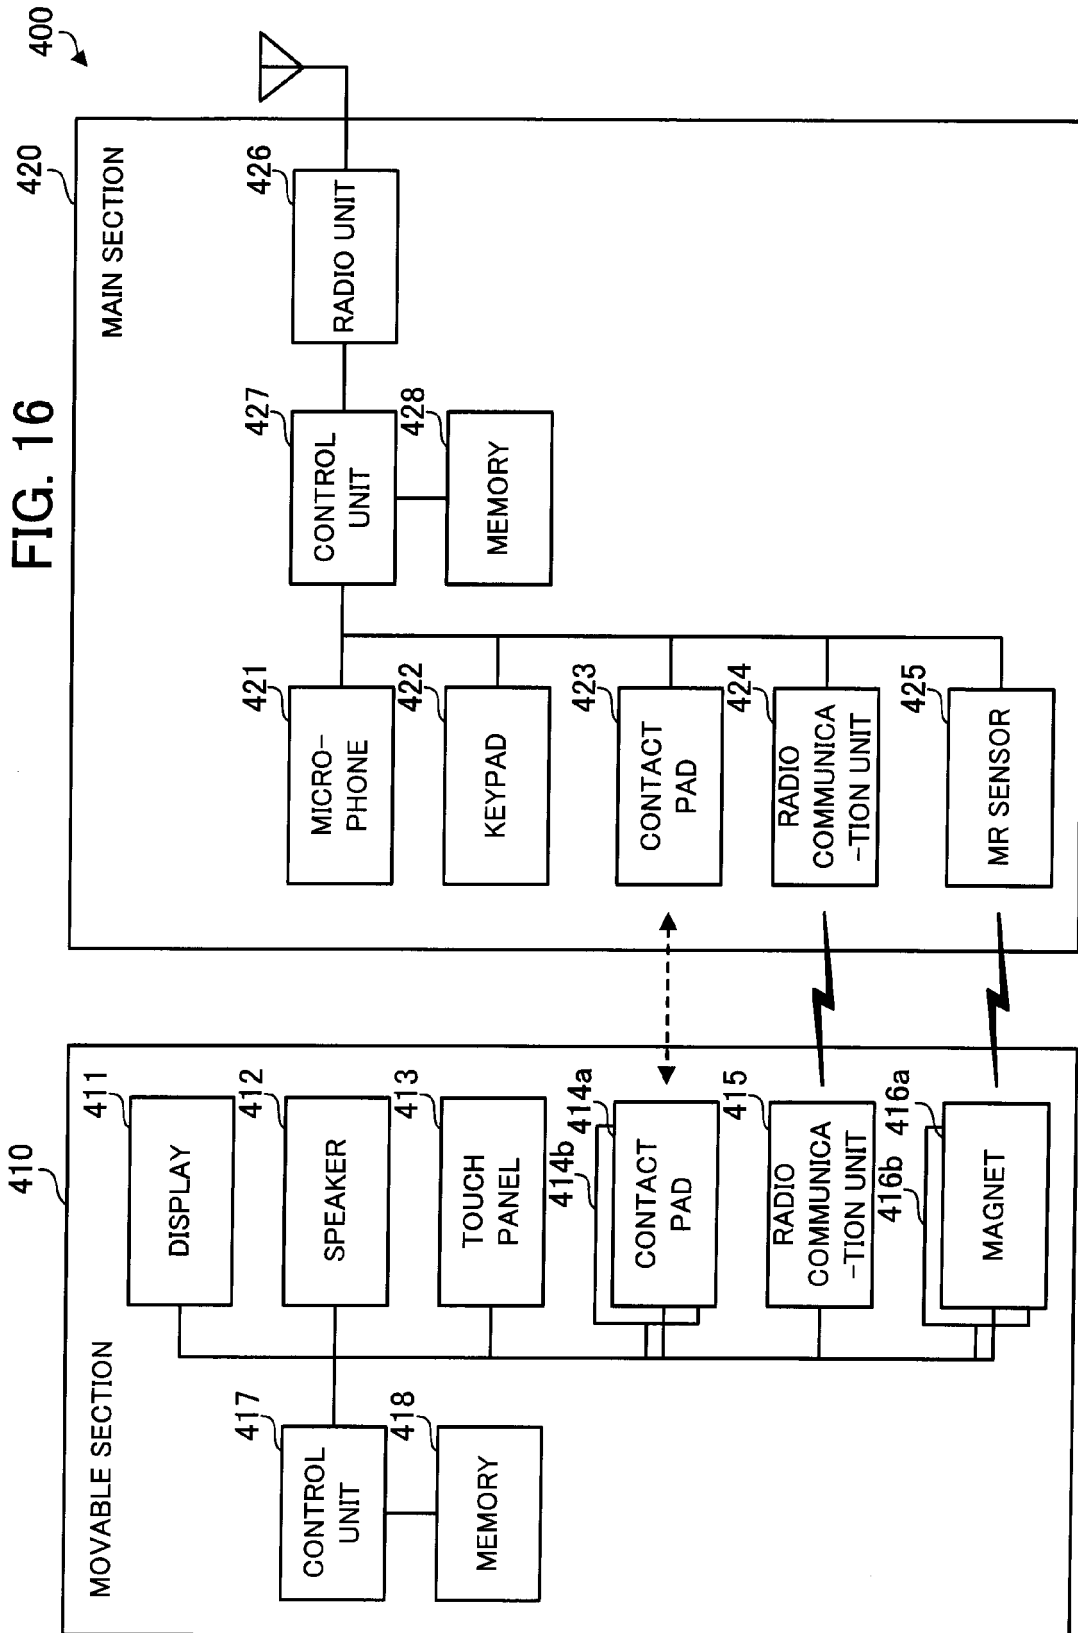 FIG. 16
400
410
MOVABLE SECTION
411
DISPLAY
412
SPEAKER
413
TOUCH
PANEL
414b
414a
CONTACT
PAD
415
RADIO
COMMUNICA
-TION UNIT
416b
416a
MAGNET
417
CONTROL
UNIT
418
MEMORY
420
MAIN SECTION
421
MICRO-
PHONE
422
KEYPAD
423
CONTACT
PAD
424
RADIO
COMMUNICA
-TION UNIT
425
MR SENSOR
427
CONTROL
UNIT
428
MEMORY
426
RADIO UNIT